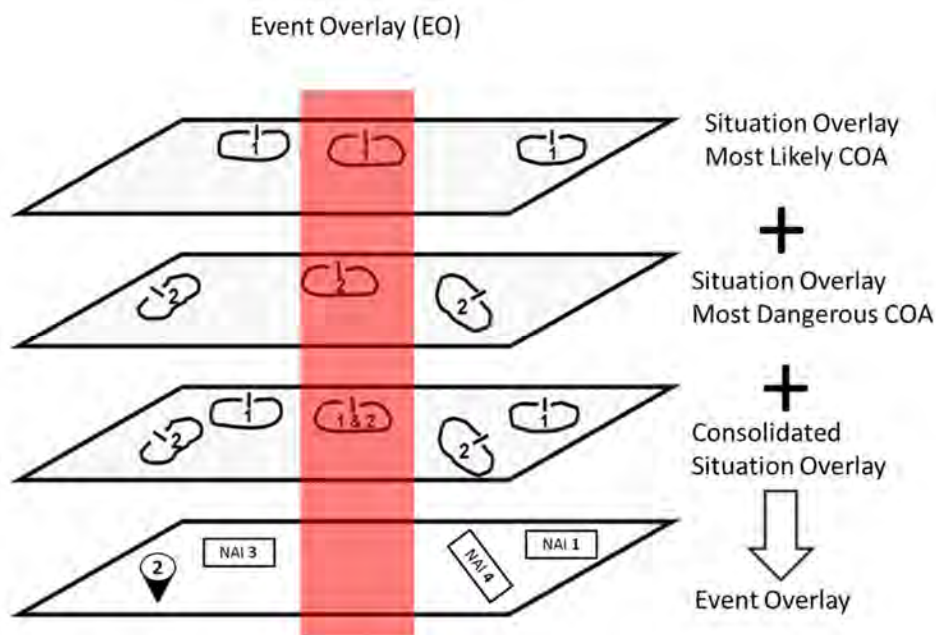 Event Overlay (EO)
1
1
1
Situation Overlay
Most Likely COA
+
2
2
2
Situation Overlay
Most Dangerous COA
+
1
1 & 2
1
2
2
Consolidated
Situation Overlay
2
NAI 3
NAI 4
NAI 1
Event Overlay